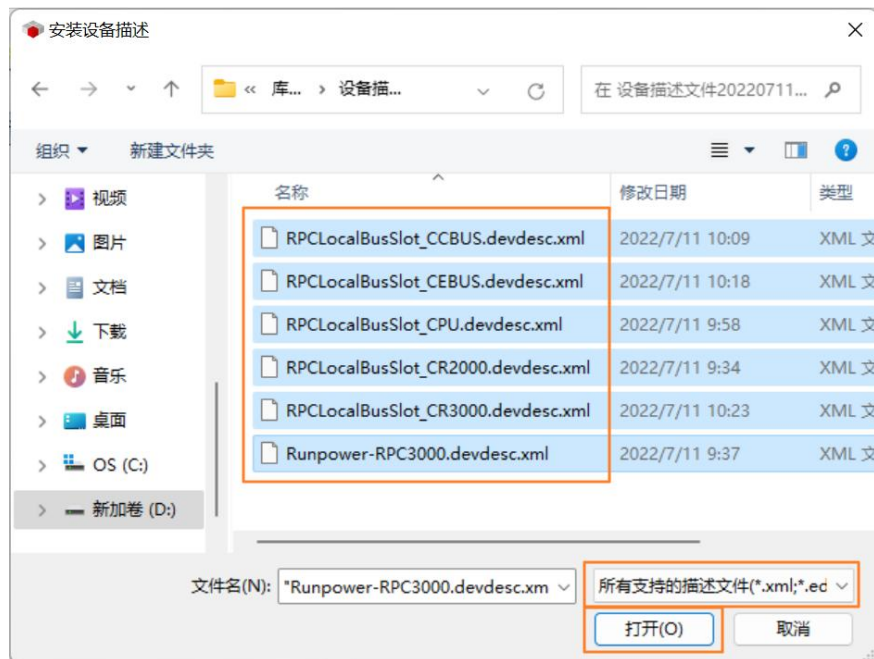 安装设备描述
« 库... › 设备描...
在 设备描述文件20220711...
组织 新建文件夹
名称 修改日期 类型
视频
图片
文档
下载
音乐
桌面
OS (C:)
新加卷 (D:)
RPCLocalBusSlot_CCBUS.devdesc.xml 2022/7/11 10:09 XML 文
RPCLocalBusSlot_CEBUS.devdesc.xml 2022/7/11 10:18 XML 文
RPCLocalBusSlot_CPU.devdesc.xml 2022/7/11 9:58 XML 文
RPCLocalBusSlot_CR2000.devdesc.xml 2022/7/11 9:34 XML 文
RPCLocalBusSlot_CR3000.devdesc.xml 2022/7/11 10:23 XML 文
Runpower-RPC3000.devdesc.xml 2022/7/11 9:37 XML 文
文件名(N): "Runpower-RPC3000.devdesc.xm 所有支持的描述文件(*.xml;*.ed
打开(O) 取消